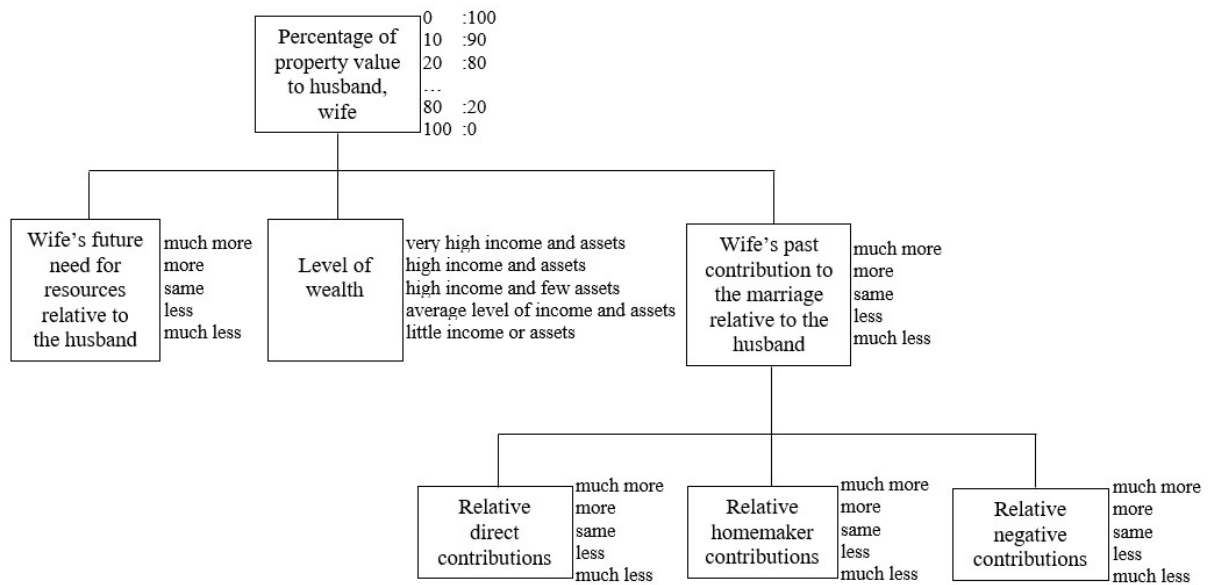 Percentage of
property value
to husband,
wife
0 :100
10 :90
20 :80
…
80 :20
100 :0
Wife's future
need for
resources
relative to
the husband
much more
more
same
less
much less
Level of
wealth
very high income and assets
high income and assets
high income and few assets
average level of income and assets
little income or assets
Wife's past
contribution to
the marriage
relative to the
husband
much more
more
same
less
much less
Relative
direct
contributions
much more
more
same
less
much less
Relative
homemaker
contributions
much more
more
same
less
much less
Relative
negative
contributions
much more
more
same
less
much less